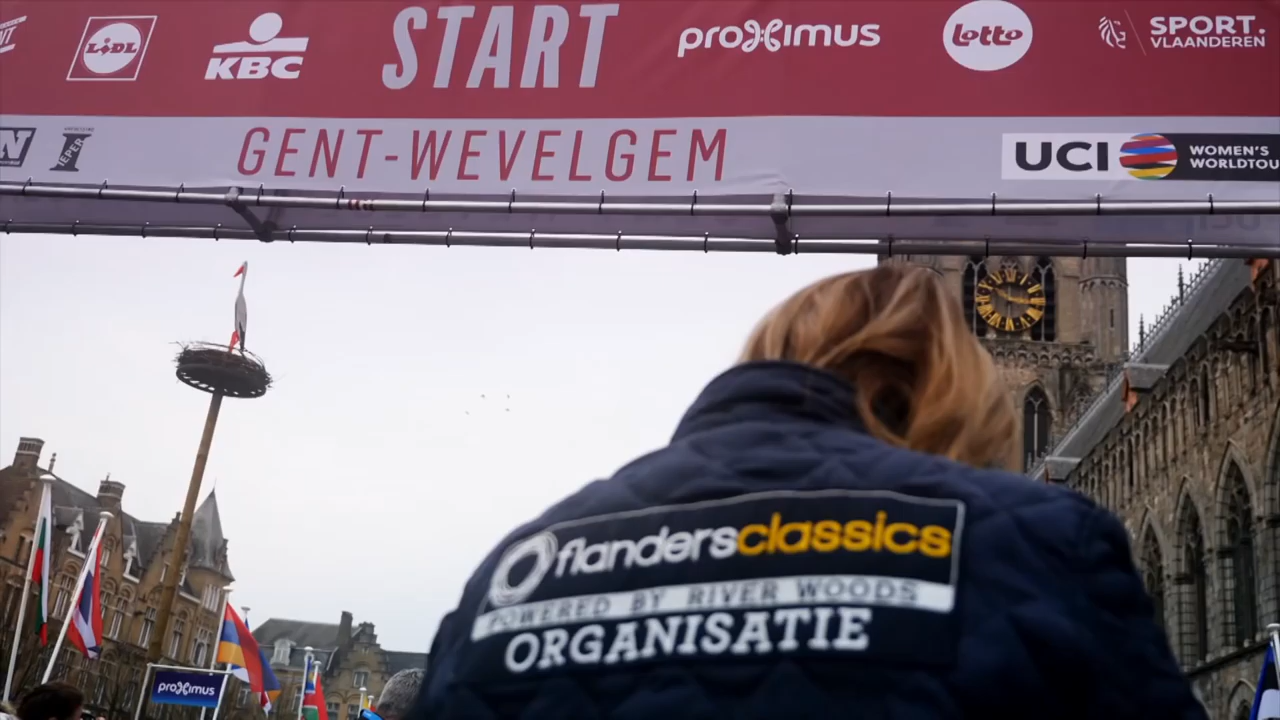 LIDL
KBC
START
proximus
Lotto
SPORT.
VLAANDEREN
IEPER
GENT-WEVELGEM
UCI
WOMEN'S
WORLDTOU
flandersclassics
POWERED BY RIVER WOODS
ORGANISATIE
proximus